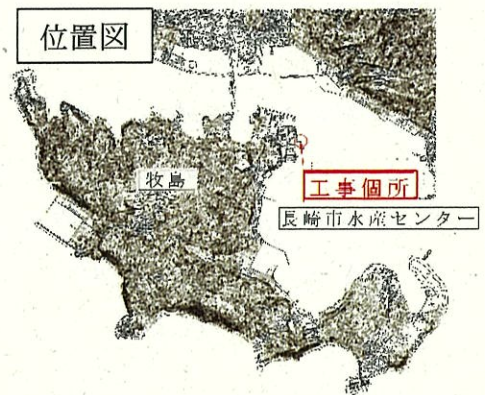 位置図
牧島
工事個所
長崎市水産センター